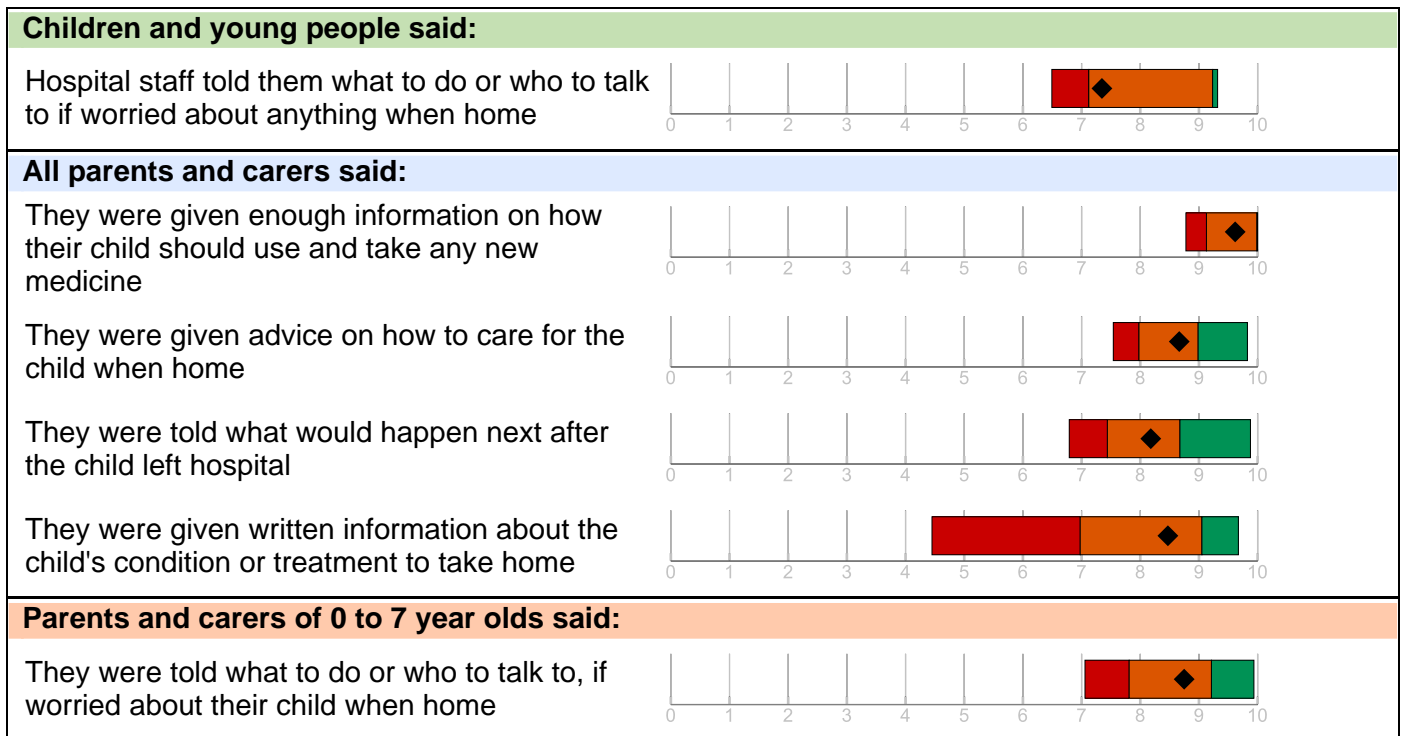 Children and young people said:
Hospital staff told them what to do or who to talk
to if worried about anything when home
0 1 2 3 4 5 6 7 8 9 10
All parents and carers said:
They were given enough information on how
their child should use and take any new
medicine
0 1 2 3 4 5 6 7 8 9 10
They were given advice on how to care for the
child when home
0 1 2 3 4 5 6 7 8 9 10
They were told what would happen next after
the child left hospital
0 1 2 3 4 5 6 7 8 9 10
They were given written information about the
child's condition or treatment to take home
0 1 2 3 4 5 6 7 8 9 10
Parents and carers of 0 to 7 year olds said:
They were told what to do or who to talk to, if
worried about their child when home
0 1 2 3 4 5 6 7 8 9 10